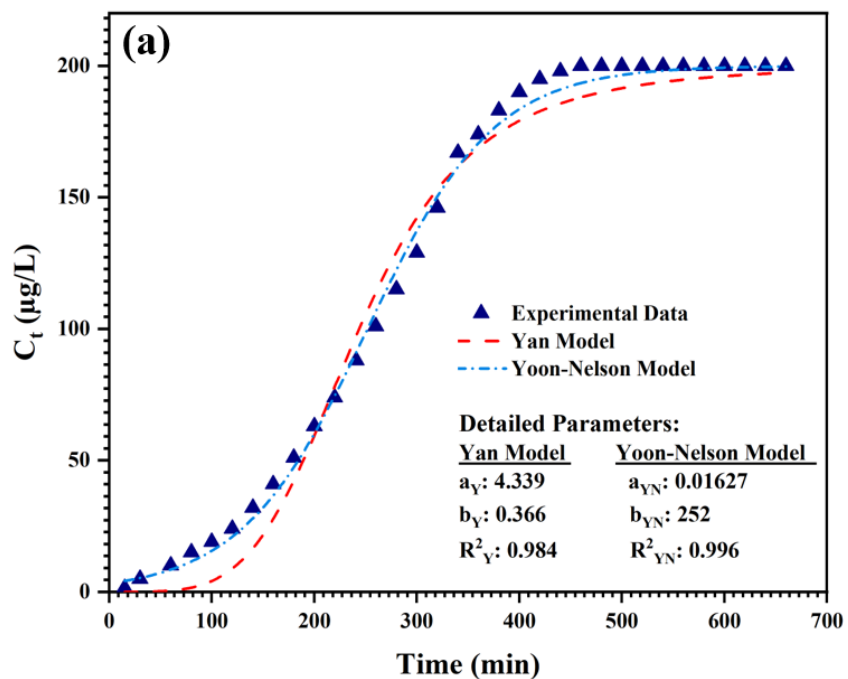 (a)
200
150
100
50
0
C_t (µg/L)
Experimental Data
Yan Model
Yoon-Nelson Model
Detailed Parameters:
Yan Model Yoon-Nelson Model
a_Y: 4.339 a_YN: 0.01627
b_Y: 0.366 b_YN: 252
R²_Y: 0.984 R²_YN: 0.996
0 100 200 300 400 500 600 700
Time (min)